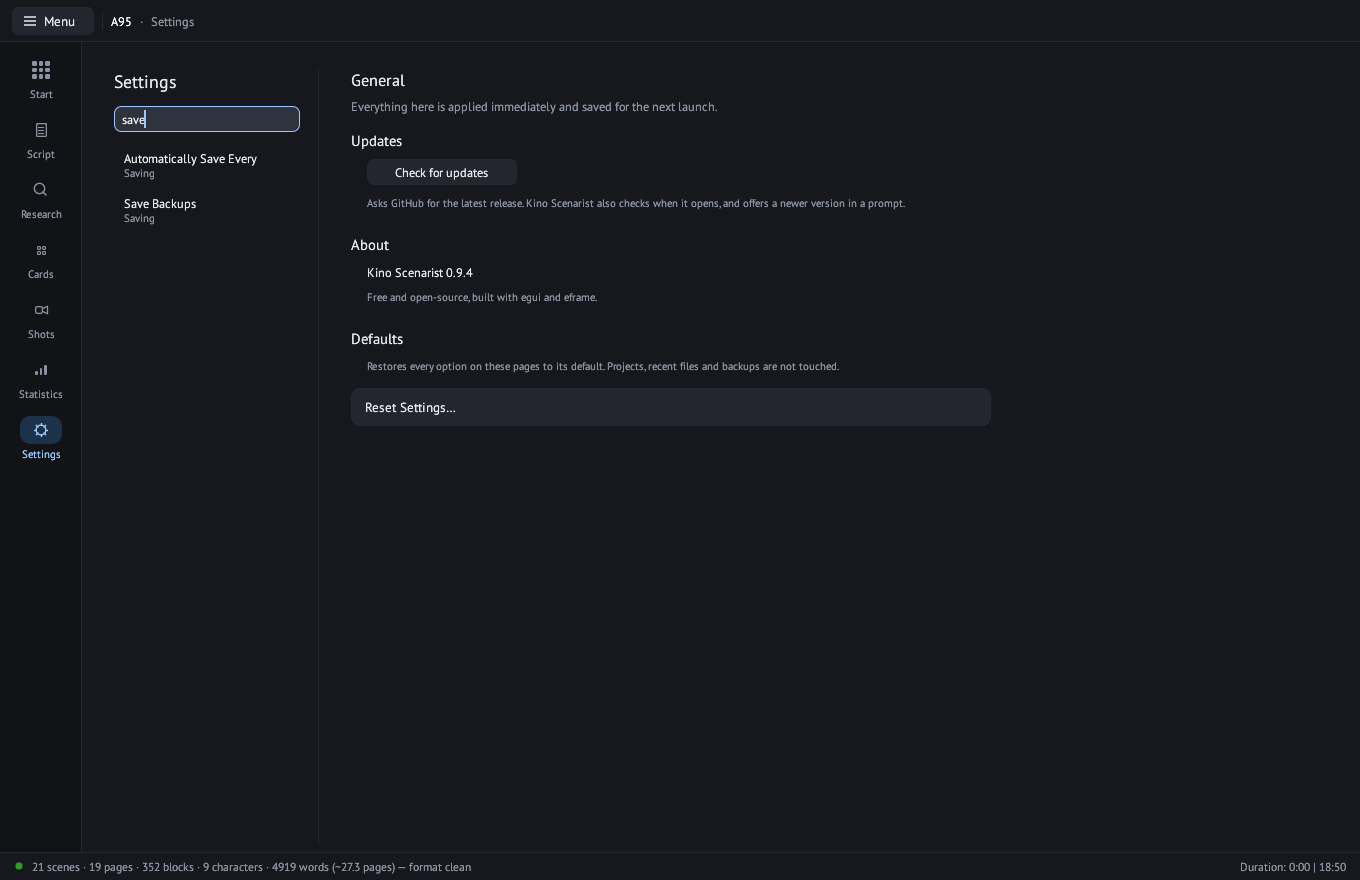 Menu
A95 · Settings
Start
Script
Research
Cards
Shots
Statistics
Settings
Settings
save
Automatically Save Every
Saving
Save Backups
Saving
General
Everything here is applied immediately and saved for the next launch.
Updates
Check for updates
Asks GitHub for the latest release. Kino Scenarist also checks when it opens, and offers a newer version in a prompt.
About
Kino Scenarist 0.9.4
Free and open-source, built with egui and eframe.
Defaults
Restores every option on these pages to its default. Projects, recent files and backups are not touched.
Reset Settings…
21 scenes · 19 pages · 352 blocks · 9 characters · 4919 words (~27.3 pages) — format clean
Duration: 0:00 | 18:50